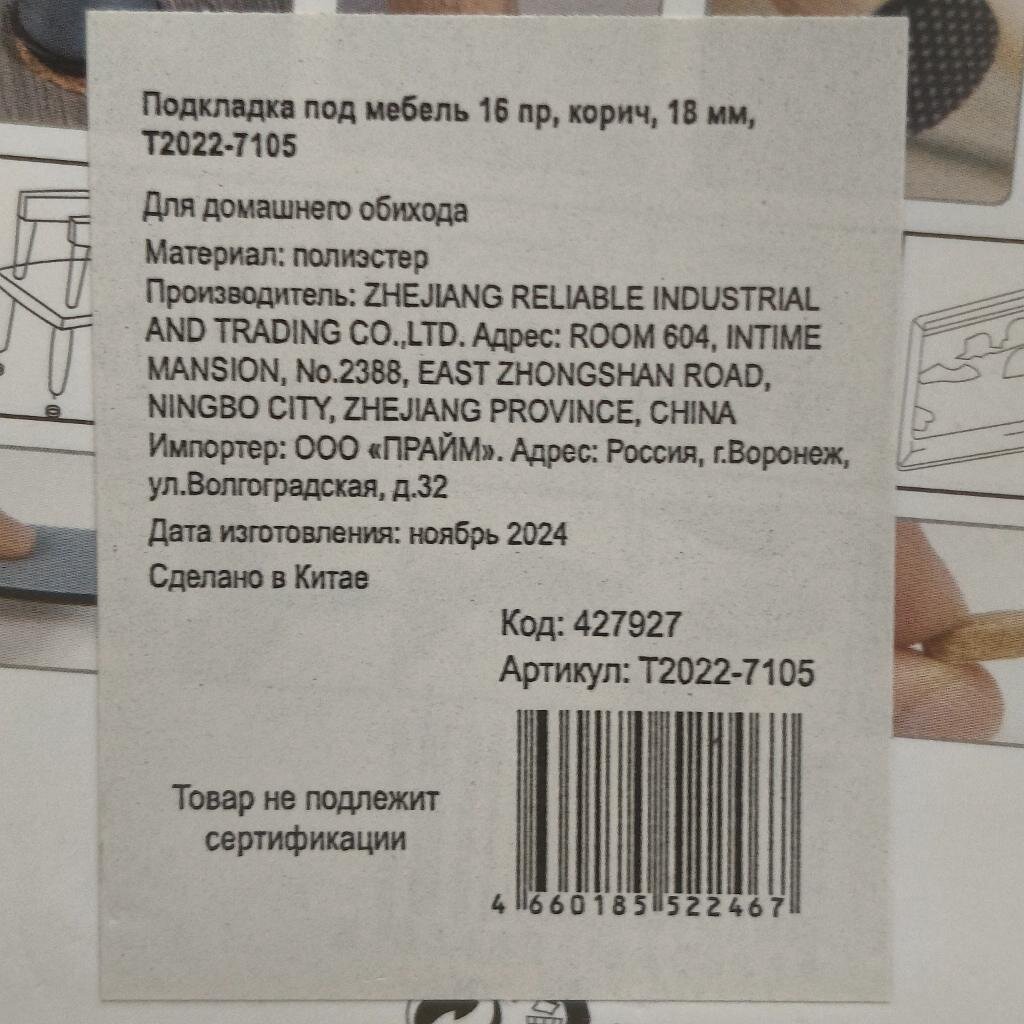 Подкладка под мебель 16 пр, корич, 18 мм,
Т2022-7105
Для домашнего обихода
Материал: полиэстер
Производитель: ZHEJIANG RELIABLE INDUSTRIAL
AND TRADING CO.,LTD. Адрес: ROOM 604, INTIME
MANSION, No.2388, EAST ZHONGSHAN ROAD,
NINGBO CITY, ZHEJIANG PROVINCE, CHINA
Импортер: ООО «ПРАЙМ». Адрес: Россия, г.Воронеж,
ул.Волгоградская, д.32
Дата изготовления: ноябрь 2024
Сделано в Китае
Код: 427927
Артикул: Т2022-7105
Товар не подлежит
сертификации
4 660185 522467